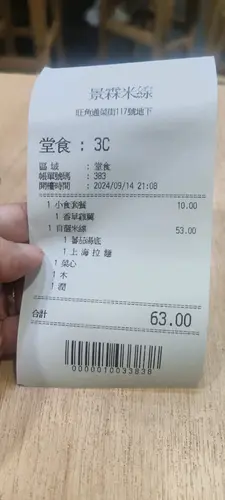 景霖米線
旺角通菜街117號地下
堂食 : 3C
區域 : 堂食
帳單號碼 : 383
開檯時間 : 2024/09/14 21:08
1 小食套餐 10.00
1 香草雞翼
1 自選米線 53.00
1 蕃茄湯底
1 上海拉麵
1 菜心
1 木
1 潤
合計 63.00
0000010033838